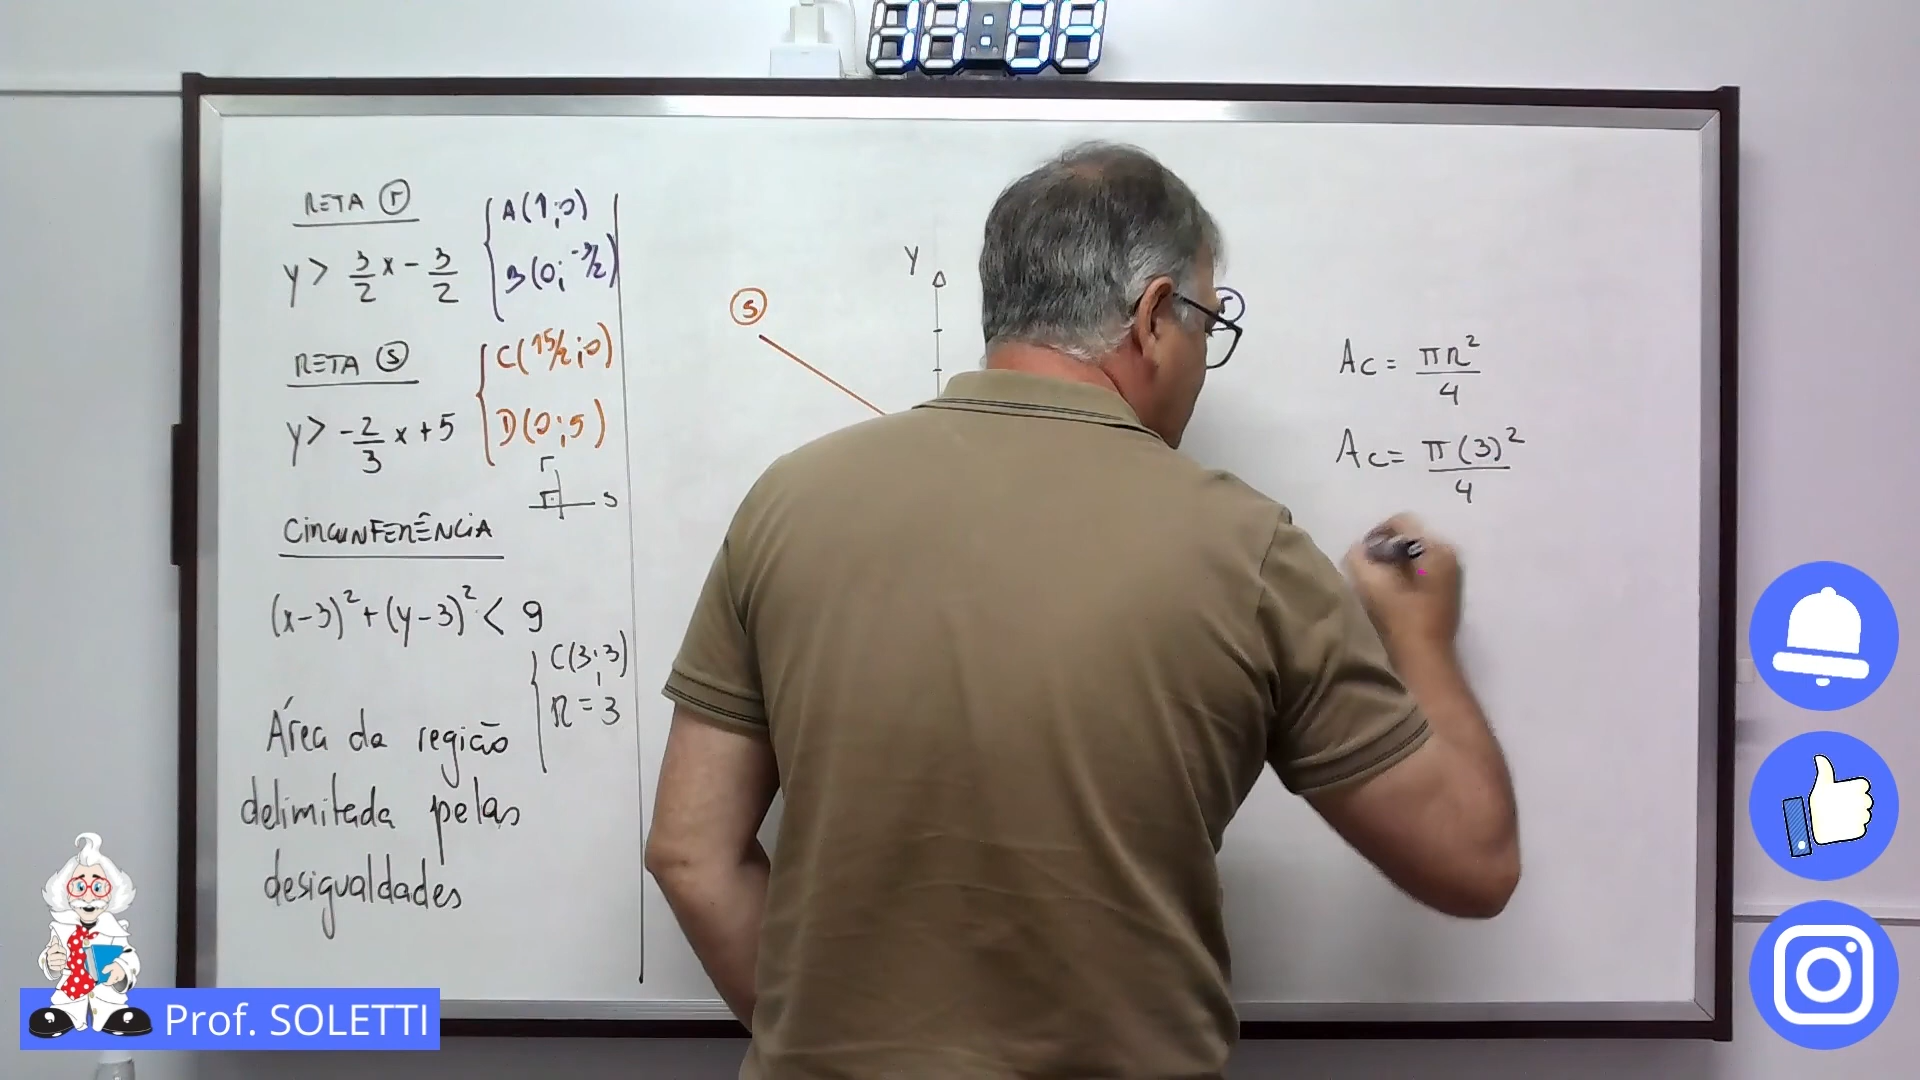 RETA r
y > 3/2 x - 3/2
A(1;0)
B(0;-3/2)
RETA s
y > -2/3 x + 5
C(15/2;0)
D(0;5)
r
s
CIRCUNFERÊNCIA
(x-3)² + (y-3)² < 9
C(3;3)
R = 3
Área da região
delimitada pelas
desigualdades
s
y
r
Ac = πR²/4
Ac = π(3)²/4
Prof. SOLETTI